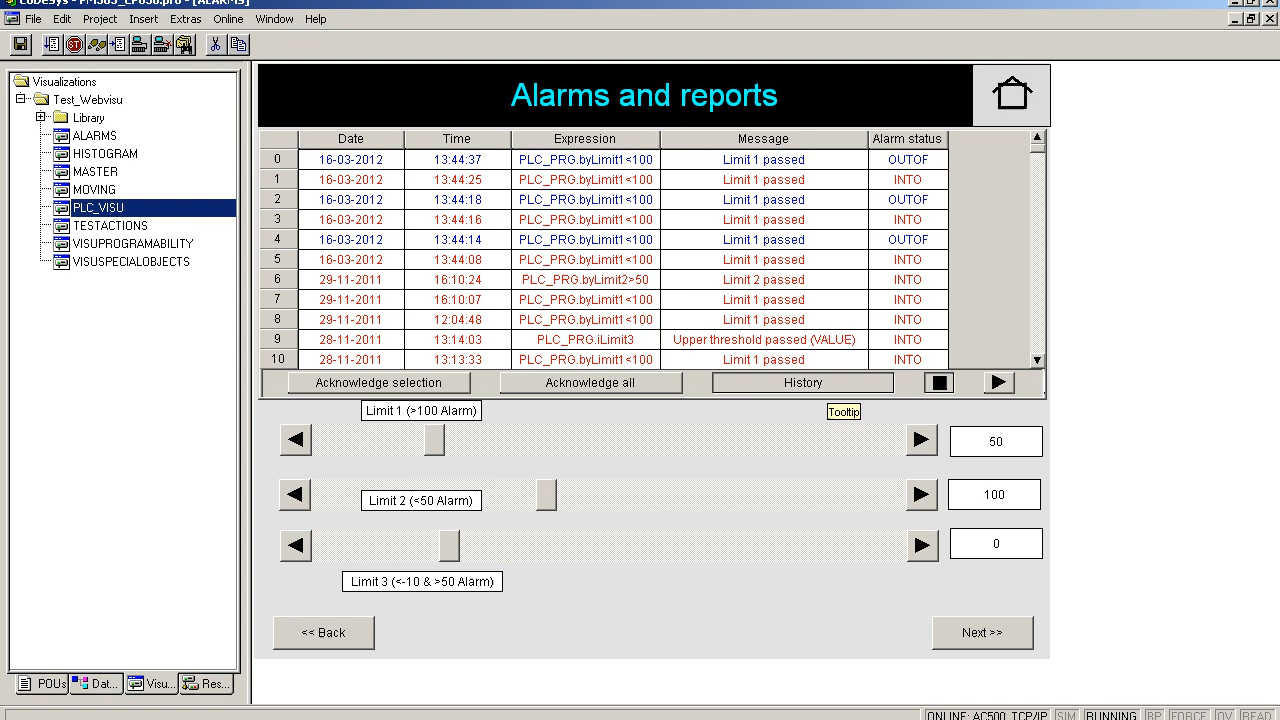 CoDeSys - PM583_CP650.pro - [ALARMS]
File Edit Project Insert Extras Online Window Help
Visualizations
Test_Webvisu
Library
ALARMS
HISTOGRAM
MASTER
MOVING
PLC_VISU
TESTACTIONS
VISUPROGRAMABILITY
VISUSPECIALOBJECTS
POUs Dat... Visu... Res...
Alarms and reports
Date Time Expression Message Alarm status
0 16-03-2012 13:44:37 PLC_PRG.byLimit1<100 Limit 1 passed OUTOF
1 16-03-2012 13:44:25 PLC_PRG.byLimit1<100 Limit 1 passed INTO
2 16-03-2012 13:44:18 PLC_PRG.byLimit1<100 Limit 1 passed OUTOF
3 16-03-2012 13:44:16 PLC_PRG.byLimit1<100 Limit 1 passed INTO
4 16-03-2012 13:44:14 PLC_PRG.byLimit1<100 Limit 1 passed OUTOF
5 16-03-2012 13:44:08 PLC_PRG.byLimit1<100 Limit 1 passed INTO
6 29-11-2011 16:10:24 PLC_PRG.byLimit2>50 Limit 2 passed INTO
7 29-11-2011 16:10:07 PLC_PRG.byLimit1<100 Limit 1 passed INTO
8 29-11-2011 12:04:48 PLC_PRG.byLimit1<100 Limit 1 passed INTO
9 28-11-2011 13:14:03 PLC_PRG.iLimit3 Upper threshold passed (VALUE) INTO
10 28-11-2011 13:13:33 PLC_PRG.byLimit1<100 Limit 1 passed INTO
Acknowledge selection Acknowledge all History
Limit 1 (>100 Alarm) Tooltip
50
Limit 2 (<50 Alarm) 100
0
Limit 3 (<-10 & >50 Alarm)
<< Back Next >>
ONLINE: AC500_TCP/IP SIM RUNNING BP FORCE OV READ